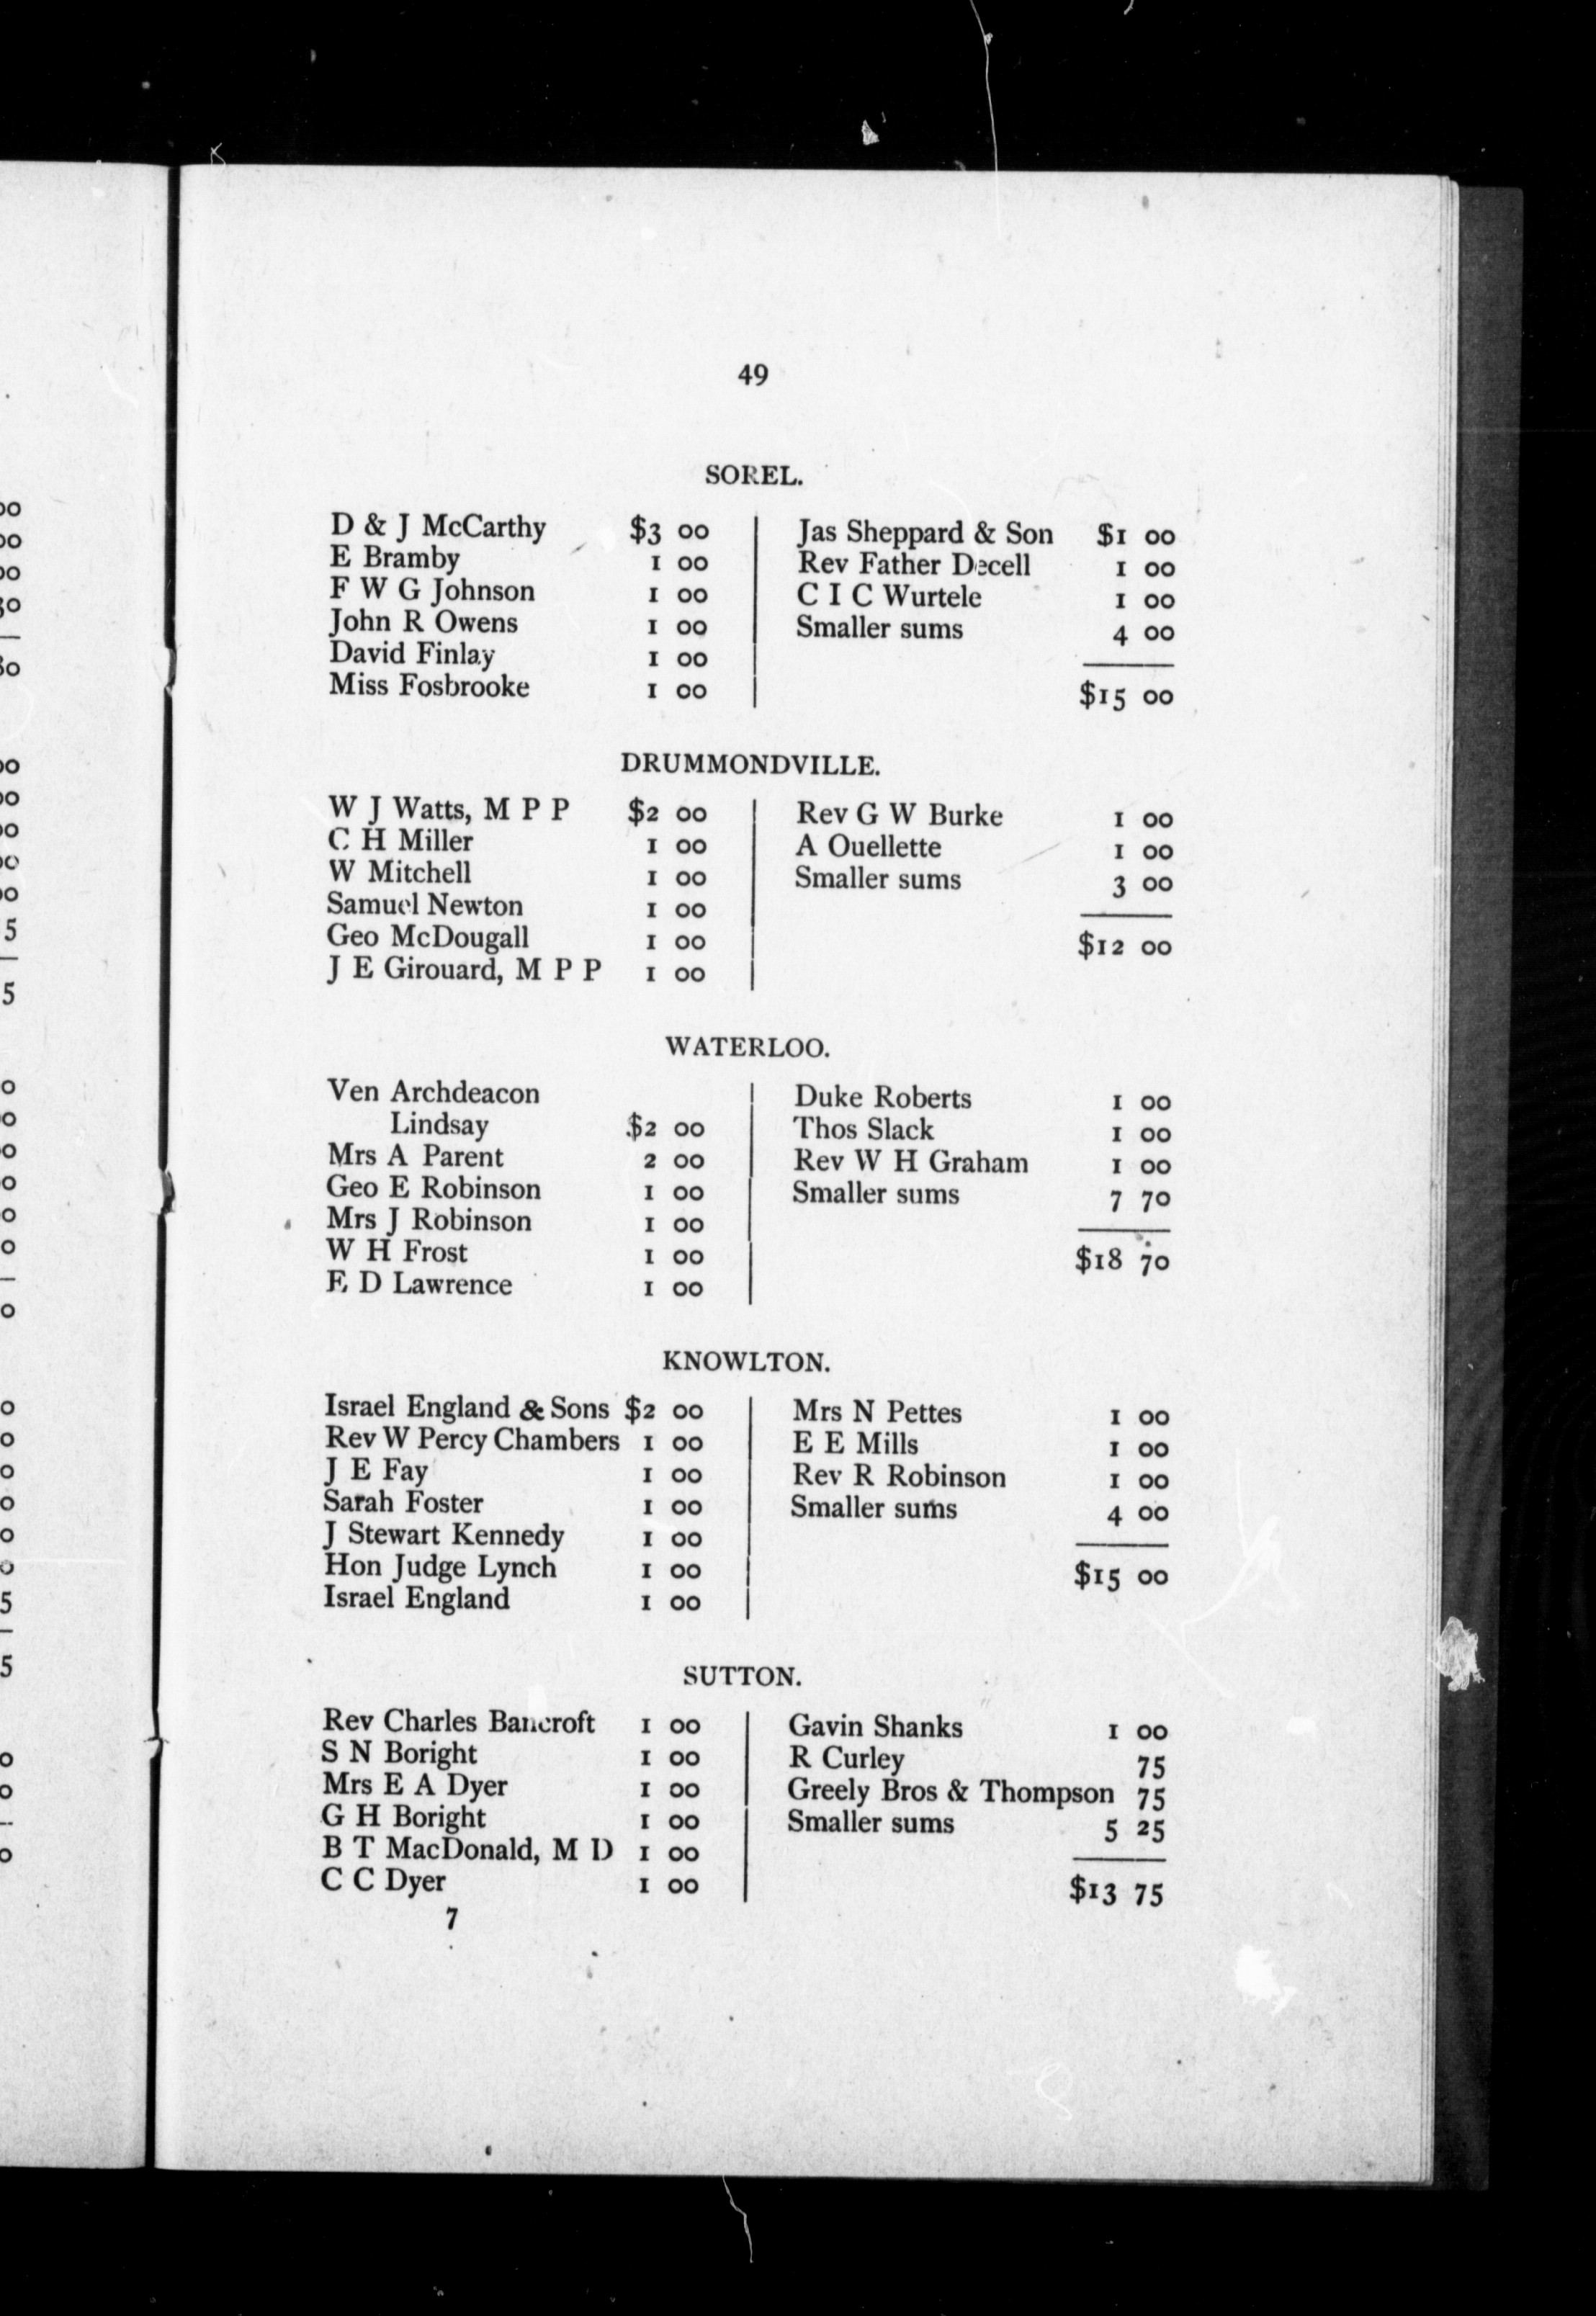 49
SOREL.
D & J McCarthy $3 00
E Bramby 1 00
F W G Johnson 1 00
John R Owens 1 00
David Finlay 1 00
Miss Fosbrooke 1 00
Jas Sheppard & Son $1 00
Rev Father Decell 1 00
C I C Wurtele 1 00
Smaller sums 4 00
$15 00
DRUMMONDVILLE.
W J Watts, M P P $2 00
C H Miller 1 00
W Mitchell 1 00
Samuel Newton 1 00
Geo McDougall 1 00
J E Girouard, M P P 1 00
Rev G W Burke 1 00
A Ouellette 1 00
Smaller sums 3 00
$12 00
WATERLOO.
Ven Archdeacon
Lindsay $2 00
Mrs A Parent 2 00
Geo E Robinson 1 00
Mrs J Robinson 1 00
W H Frost 1 00
E D Lawrence 1 00
Duke Roberts 1 00
Thos Slack 1 00
Rev W H Graham 1 00
Smaller sums 7 70
$18 70
KNOWLTON.
Israel England & Sons $2 00
Rev W Percy Chambers 1 00
J E Fay 1 00
Sarah Foster 1 00
J Stewart Kennedy 1 00
Hon Judge Lynch 1 00
Israel England 1 00
Mrs N Pettes 1 00
E E Mills 1 00
Rev R Robinson 1 00
Smaller sums 4 00
$15 00
SUTTON.
Rev Charles Bancroft 1 00
S N Boright 1 00
Mrs E A Dyer 1 00
G H Boright 1 00
B T MacDonald, M D 1 00
C C Dyer 1 00
Gavin Shanks 1 00
R Curley 75
Greely Bros & Thompson 75
Smaller sums 5 25
$13 75
7